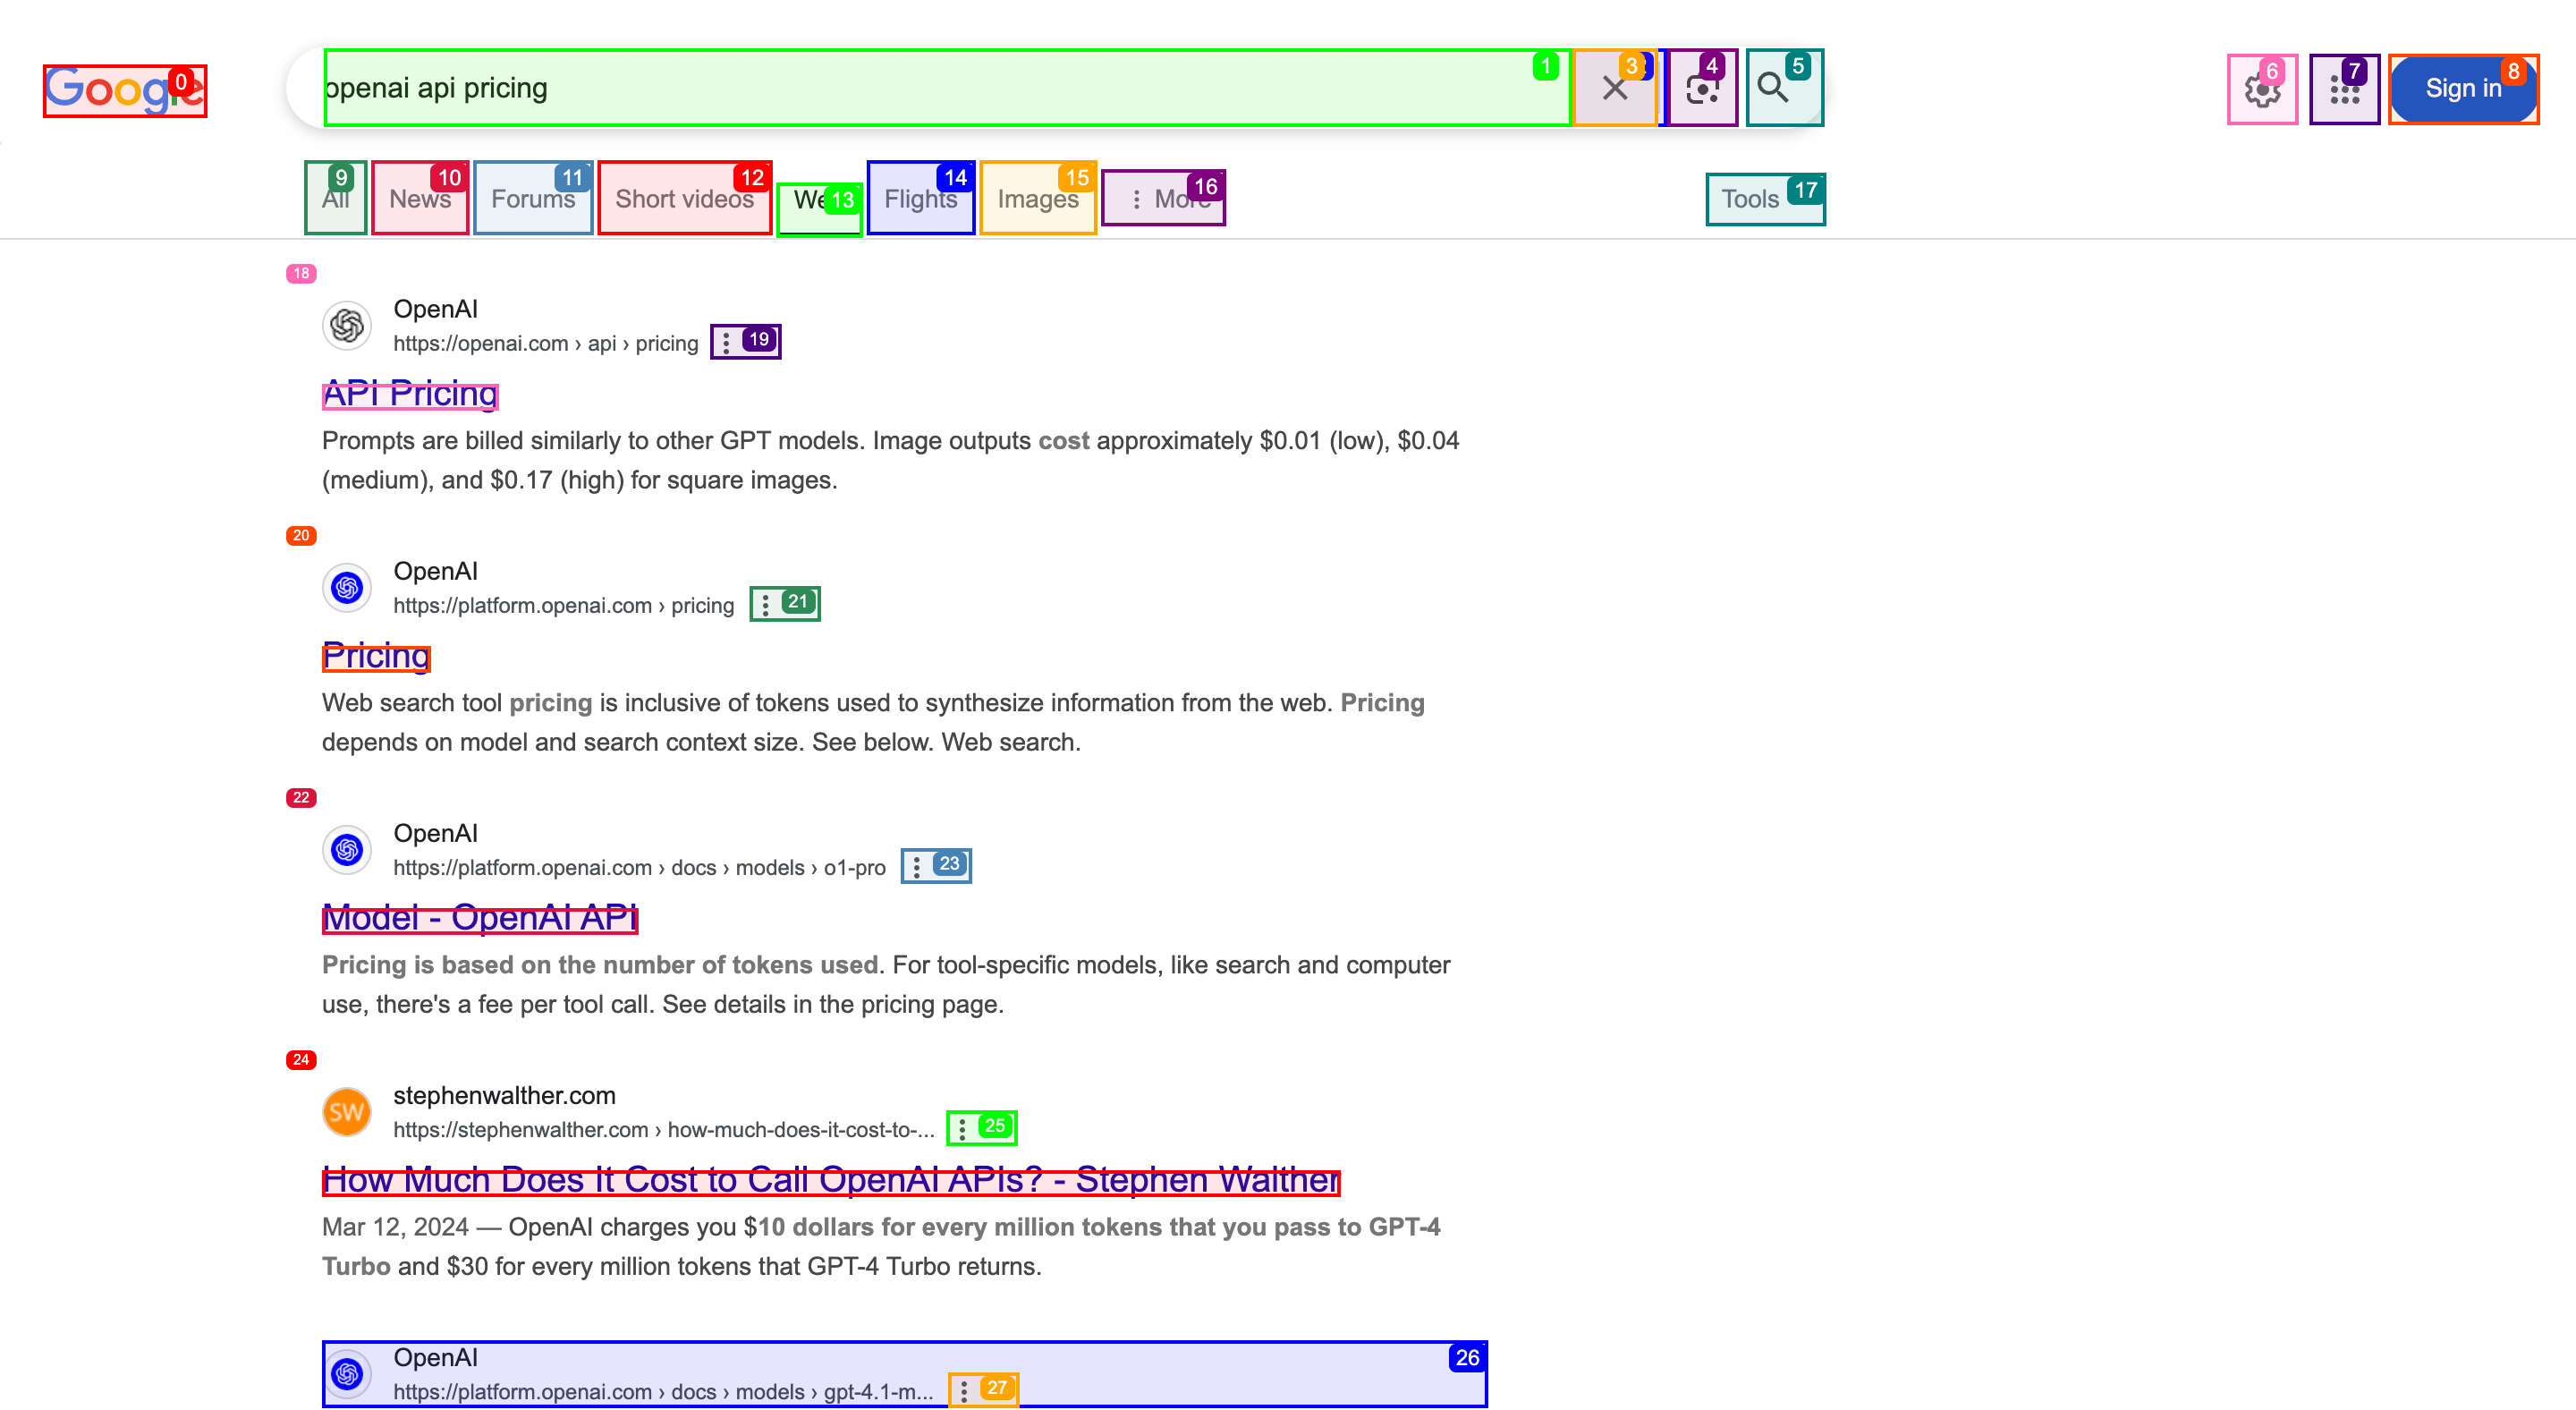 Google 0
openai api pricing 1 3 4 5
6 7 Sign in 8
All 9 News 10 Forums 11 Short videos 12 13 Flights 14 Images 15 More 16 Tools 17
18
OpenAI
https://openai.com › api › pricing 19
API Pricing
Prompts are billed similarly to other GPT models. Image outputs cost approximately $0.01 (low), $0.04
(medium), and $0.17 (high) for square images.
20
OpenAI
https://platform.openai.com › pricing 21
Pricing
Web search tool pricing is inclusive of tokens used to synthesize information from the web. Pricing
depends on model and search context size. See below. Web search.
22
OpenAI
https://platform.openai.com › docs › models › o1-pro 23
Model - OpenAI API
Pricing is based on the number of tokens used. For tool-specific models, like search and computer
use, there's a fee per tool call. See details in the pricing page.
24
SW
stephenwalther.com
https://stephenwalther.com › how-much-does-it-cost-to-... 25
How Much Does It Cost to Call OpenAI APIs? - Stephen Walther
Mar 12, 2024 — OpenAI charges you $10 dollars for every million tokens that you pass to GPT-4
Turbo and $30 for every million tokens that GPT-4 Turbo returns.
OpenAI 26
https://platform.openai.com › docs › models › gpt-4.1-m... 27